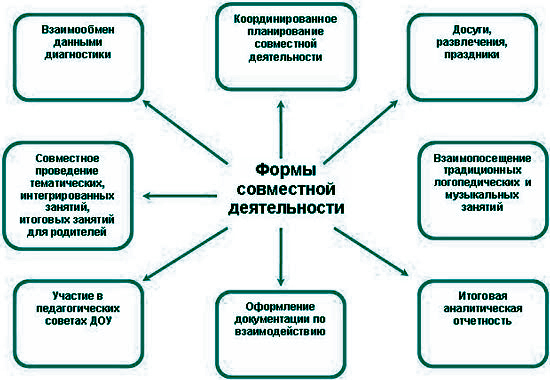 Взаимообмен
данными
диагностики
Координированное
планирование
совместной
деятельности
Досуги,
развлечения,
праздники
Совместное
проведение
тематических,
интегрированных
занятий,
итоговых занятий
для родителей
Формы
совместной
деятельности
Взаимопосещение
традиционных
логопедических и
музыкальных
занятий
Участие в
педагогических
советах ДОУ
Оформление
документации по
взаимодействию
Итоговая
аналитическая
отчетность